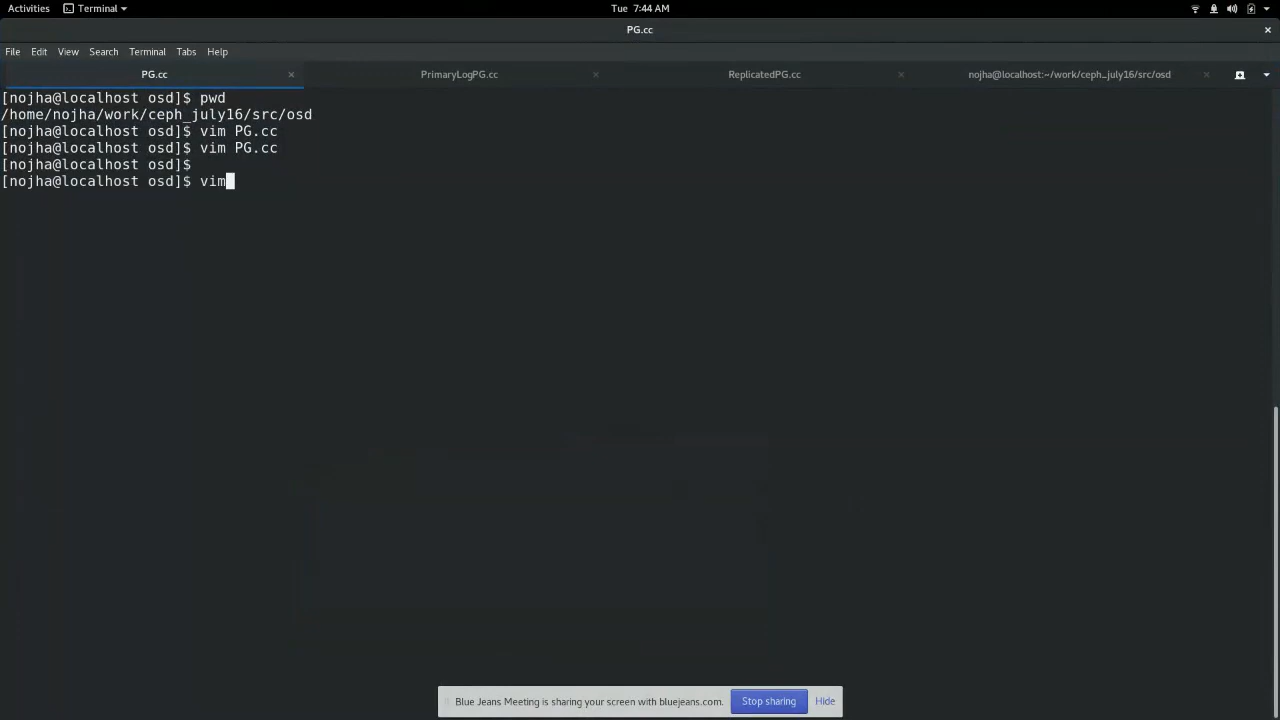 Activities Terminal Tue 7:44 AM
PG.cc
File Edit View Search Terminal Tabs Help
PG.cc PrimaryLogPG.cc ReplicatedPG.cc nojha@localhost:~/work/ceph_july16/src/osd
[nojha@localhost osd]$ pwd
/home/nojha/work/ceph_july16/src/osd
[nojha@localhost osd]$ vim PG.cc
[nojha@localhost osd]$ vim PG.cc
[nojha@localhost osd]$
[nojha@localhost osd]$ vim
Blue Jeans Meeting is sharing your screen with bluejeans.com. Stop sharing Hide